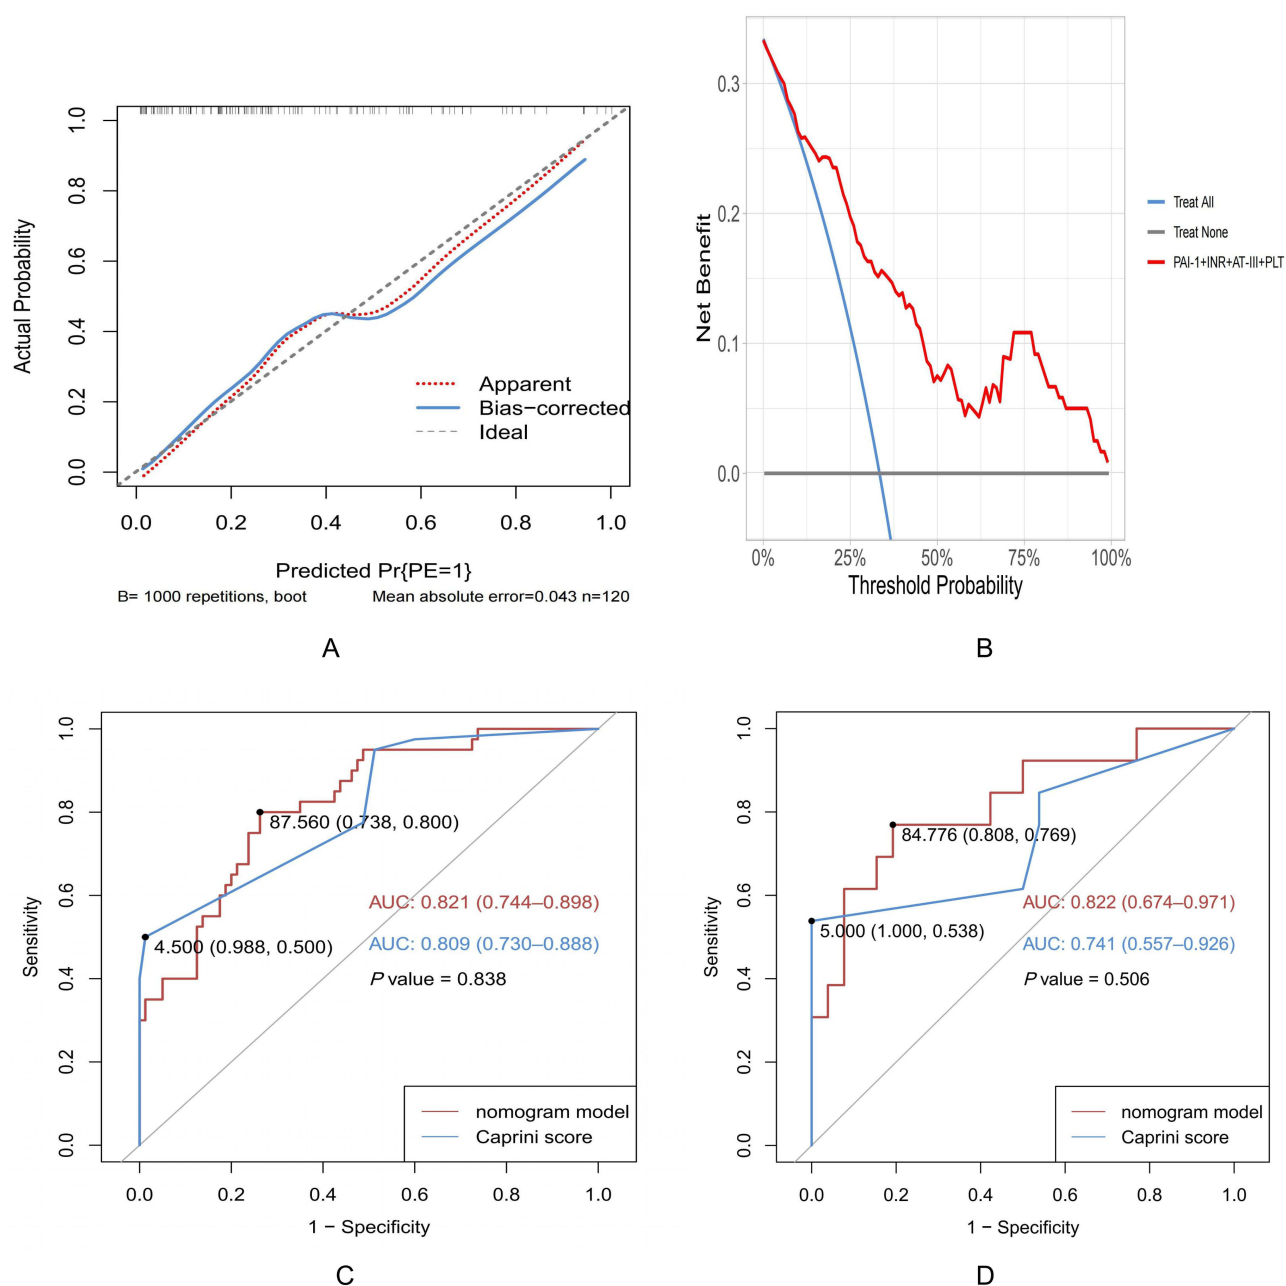 1.0
0.8
0.6
0.4
0.2
0.0
Actual Probability
Apparent
Bias−corrected
Ideal
0.0 0.2 0.4 0.6 0.8 1.0
Predicted Pr{PE=1}
B= 1000 repetitions, boot Mean absolute error=0.043 n=120
A
0.3
0.2
0.1
0.0
Net Benefit
Treat All
Treat None
PAI-1+INR+AT-III+PLT
0% 25% 50% 75% 100%
Threshold Probability
B
1.0
0.8
0.6
0.4
0.2
0.0
Sensitivity
87.560 (0.738, 0.800)
AUC: 0.821 (0.744–0.898)
4.500 (0.988, 0.500)
AUC: 0.809 (0.730–0.888)
P value = 0.838
nomogram model
Caprini score
0.0 0.2 0.4 0.6 0.8 1.0
1 − Specificity
C
1.0
0.8
0.6
0.4
0.2
0.0
Sensitivity
84.776 (0.808, 0.769)
AUC: 0.822 (0.674–0.971)
5.000 (1.000, 0.538)
AUC: 0.741 (0.557–0.926)
P value = 0.506
nomogram model
Caprini score
0.0 0.2 0.4 0.6 0.8 1.0
1 − Specificity
D